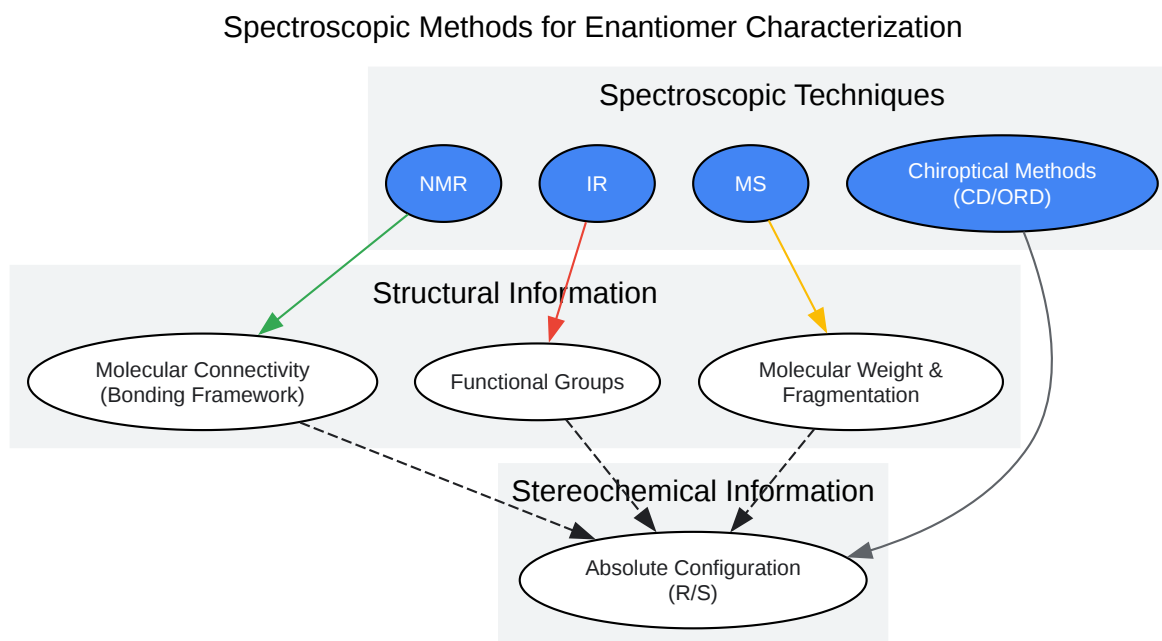 Spectroscopic Methods for Enantiomer Characterization
Spectroscopic Techniques
NMR
IR
MS
Chiroptical Methods
(CD/ORD)
Structural Information
Molecular Connectivity
(Bonding Framework)
Functional Groups
Molecular Weight &
Fragmentation
Stereochemical Information
Absolute Configuration
(R/S)